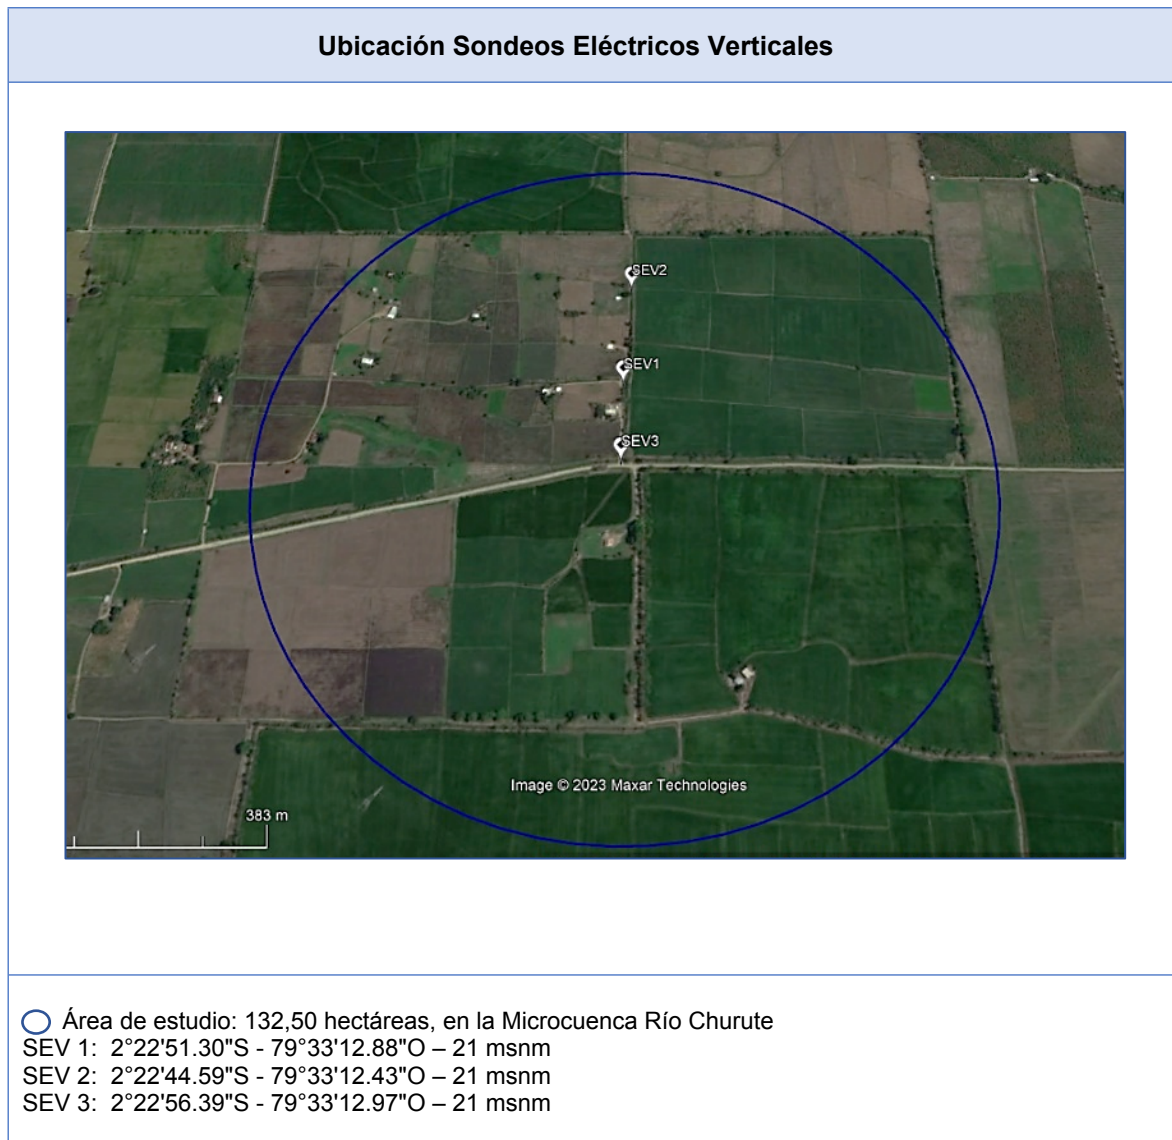 Ubicación Sondeos Eléctricos Verticales
SEV2
SEV1
SEV3
Image © 2023 Maxar Technologies
383 m
Área de estudio: 132,50 hectáreas, en la Microcuenca Río Churute
SEV 1: 2°22'51.30"S - 79°33'12.88"O – 21 msnm
SEV 2: 2°22'44.59"S - 79°33'12.43"O – 21 msnm
SEV 3: 2°22'56.39"S - 79°33'12.97"O – 21 msnm